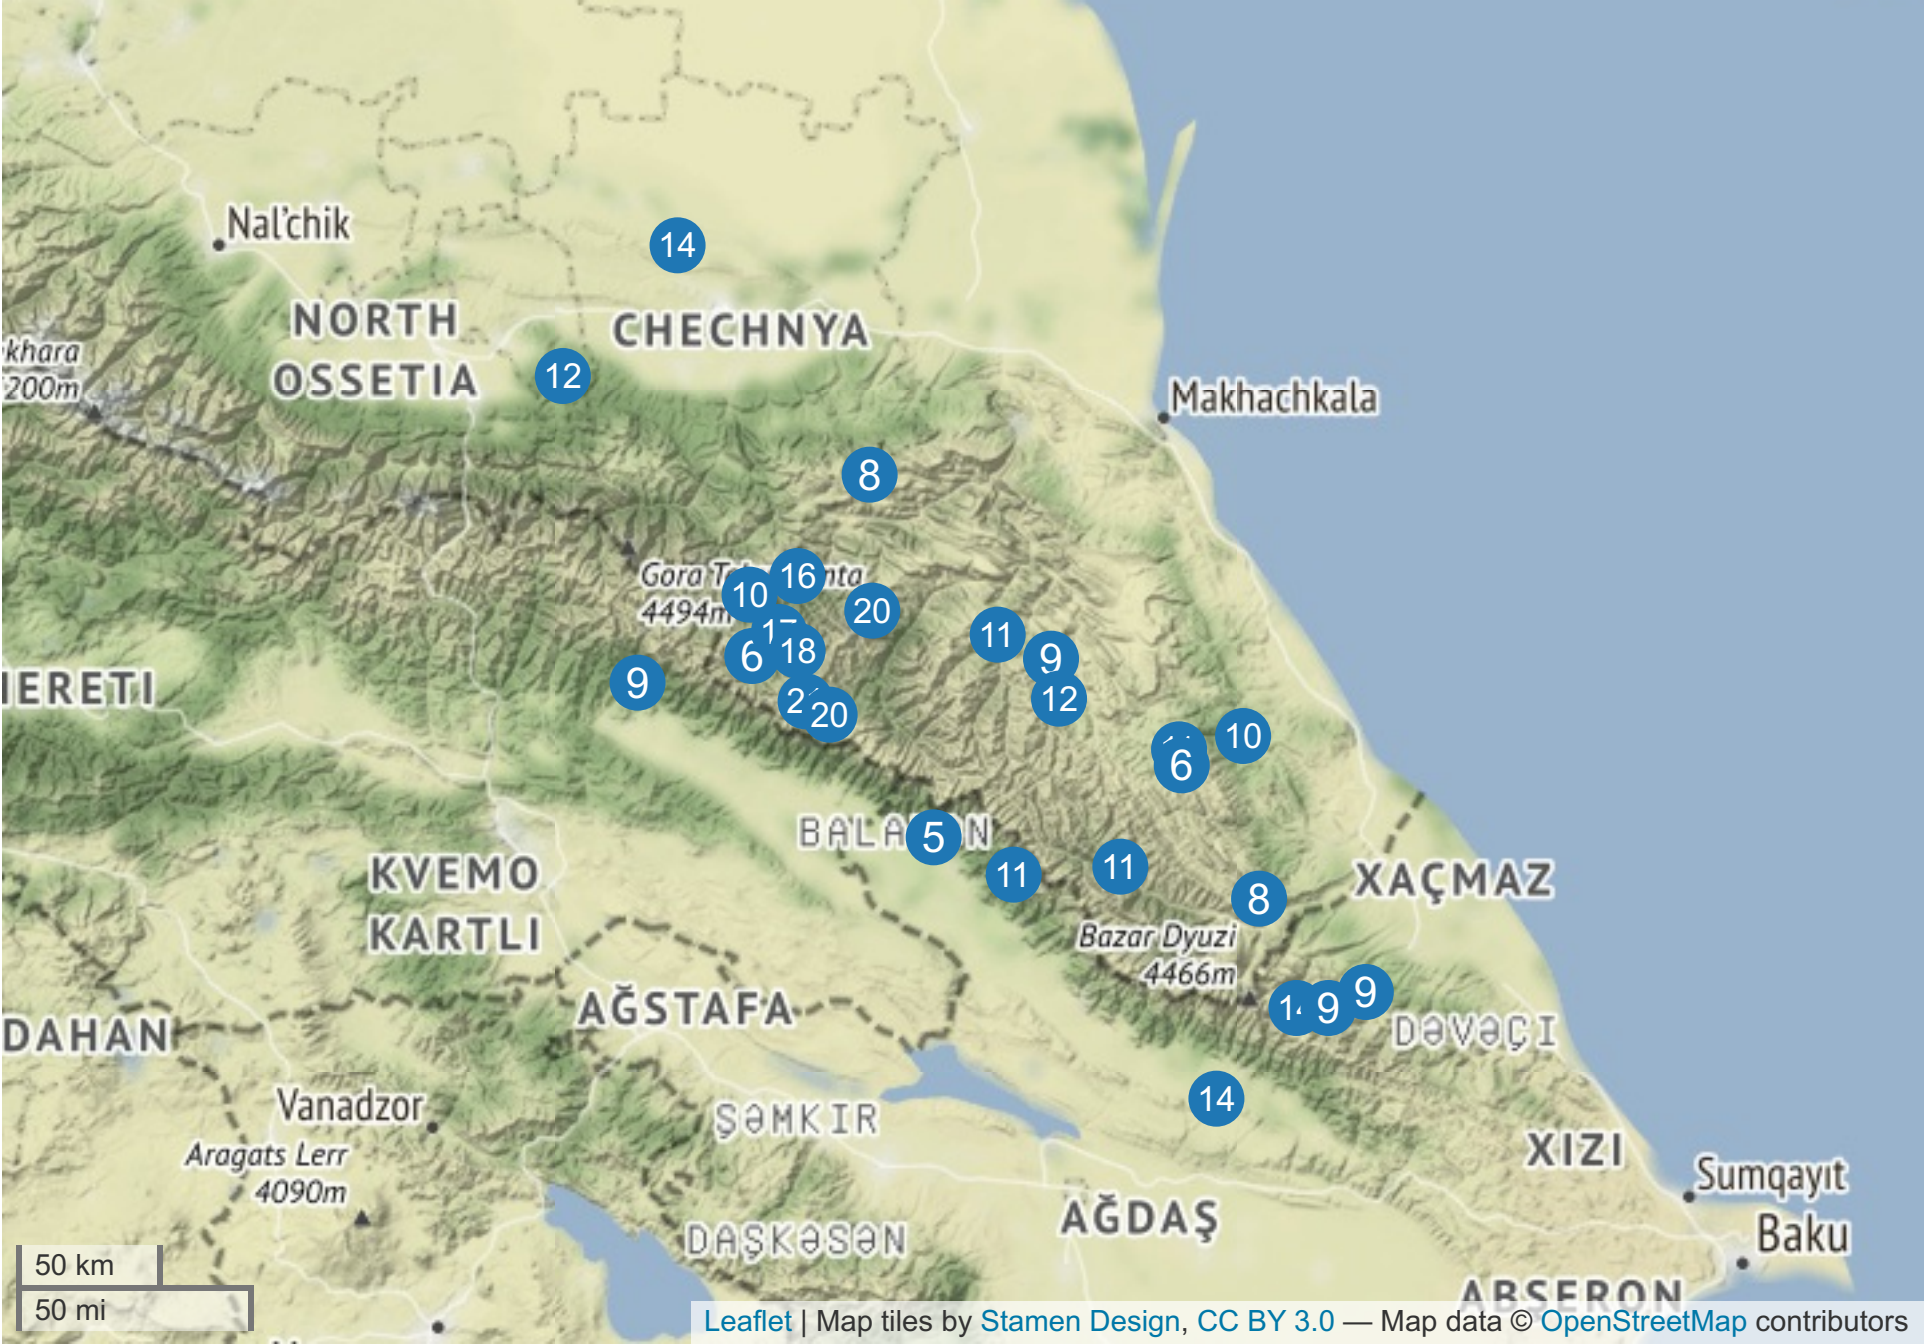 Nal'chik
14
NORTH
OSSETIA
CHECHNYA
khara
200m
12
Makhachkala
8
Gora
4494m
16
10
20
18
6
9
11
9
12
20
10
6
IERETI
5
11
11
8
KVEMO
KARTLI
XAÇMAZ
Bazar Dyuzi
4466m
AĞSTAFA
9
9
DƏVƏÇI
DAHAN
14
Vanadzor
ŞƏMKIR
Aragats Lerr
4090m
XIZI
Sumqayıt
AĞDAŞ
Baku
DAŞKƏSƏN
50 km
50 mi
ABSERON
Leaflet | Map tiles by Stamen Design, CC BY 3.0 — Map data © OpenStreetMap contributors